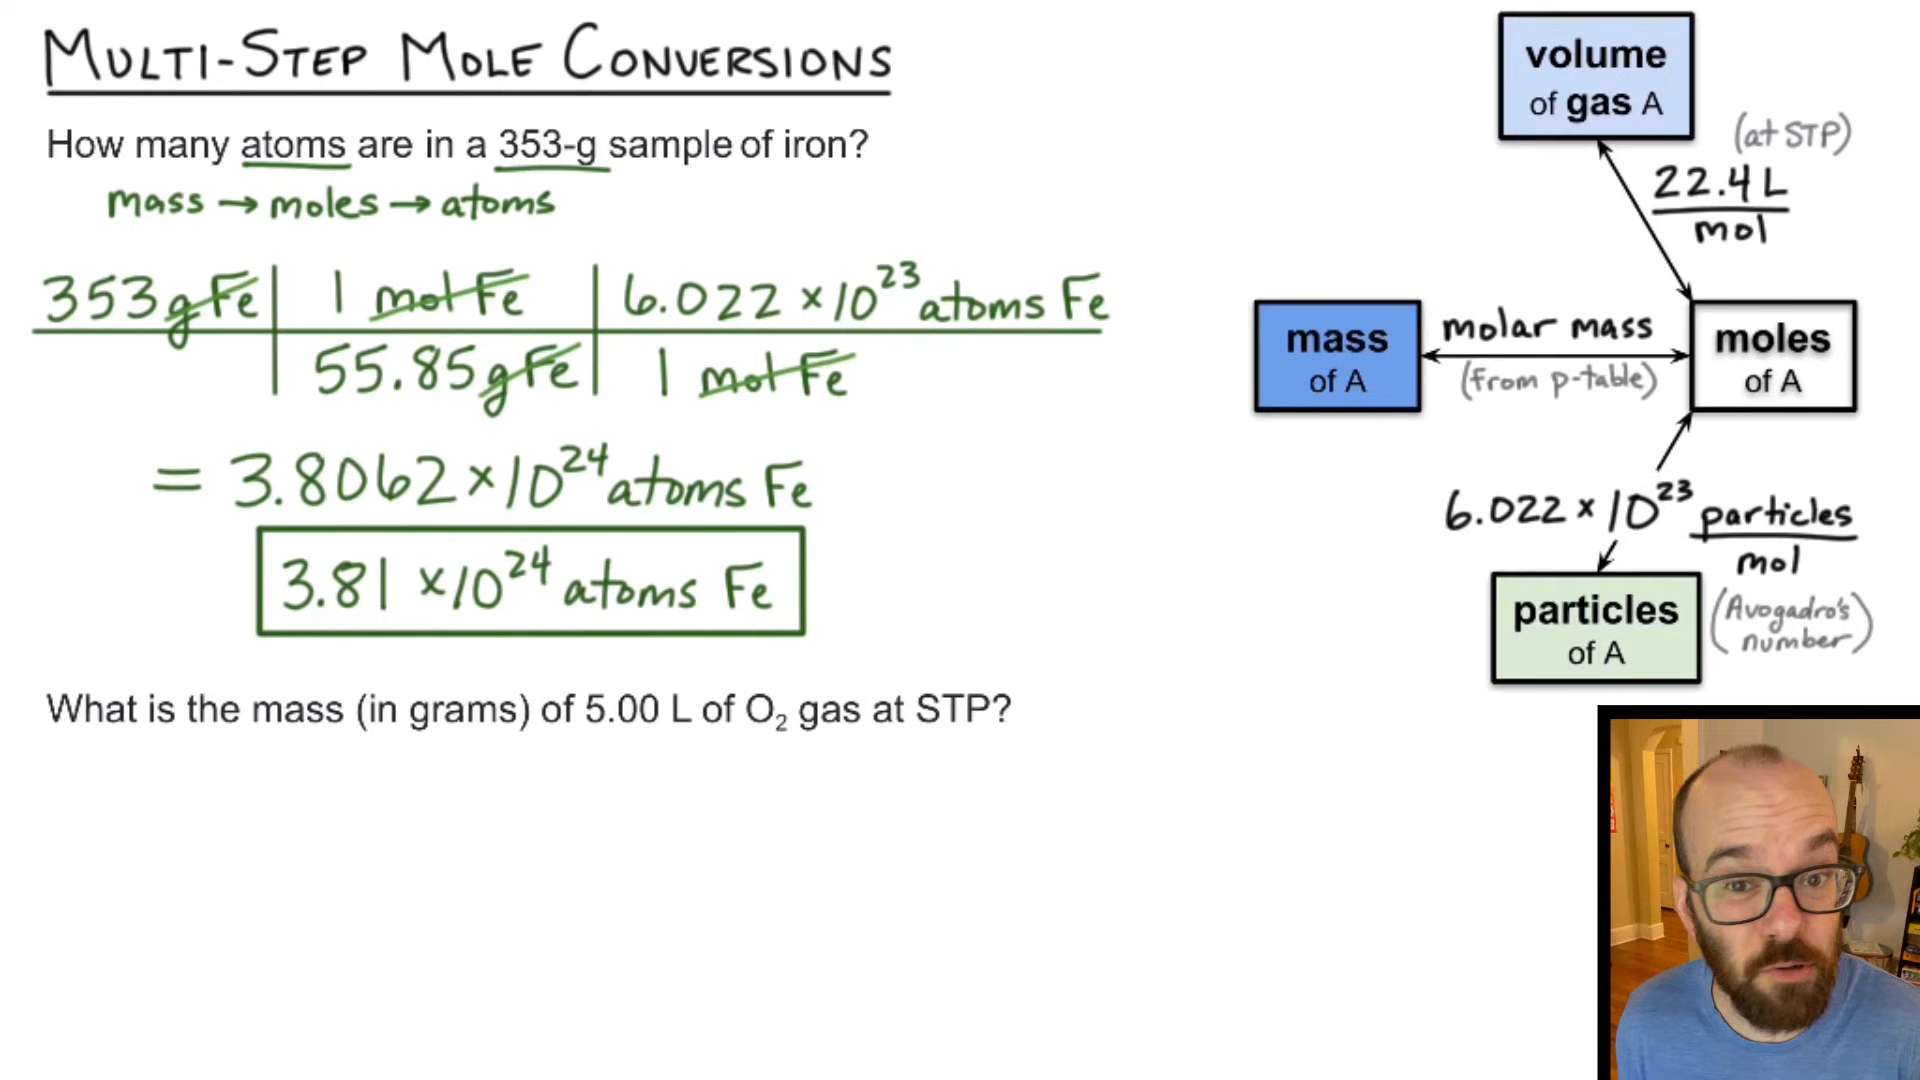 MULTI-STEP MOLE CONVERSIONS
How many atoms are in a 353-g sample of iron?
mass → moles → atoms
353 g Fe | 1 mol Fe | 6.022 × 10²³ atoms Fe
55.85 g Fe | 1 mol Fe
= 3.8062 × 10²⁴ atoms Fe
3.81 × 10²⁴ atoms Fe
What is the mass (in grams) of 5.00 L of O₂ gas at STP?
volume
of gas A
(at STP)
22.4 L
mol
mass
of A
molar mass
(from p-table)
moles
of A
6.022 × 10²³ particles
mol
particles
of A
(Avogadro's
number)